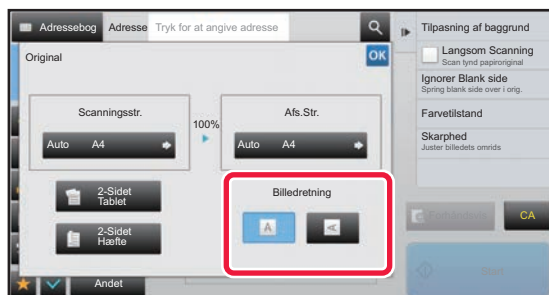 Adressebog
Adresse
Tryk for at angive adresse
Tilpasning af baggrund
Original
OK
Langsom Scanning
Scan tynd papiroriginal
Ignorer Blank side
Spring blank side over i orig.
Scanningsstr.
100%
Afs.Str.
Farvetilstand
Auto A4
Auto A4
Skarphed
Juster billedets omrids
2-Sidet
Tablet
Billedretning
A
A
2-Sidet
Hæfte
CA
Start
Andet